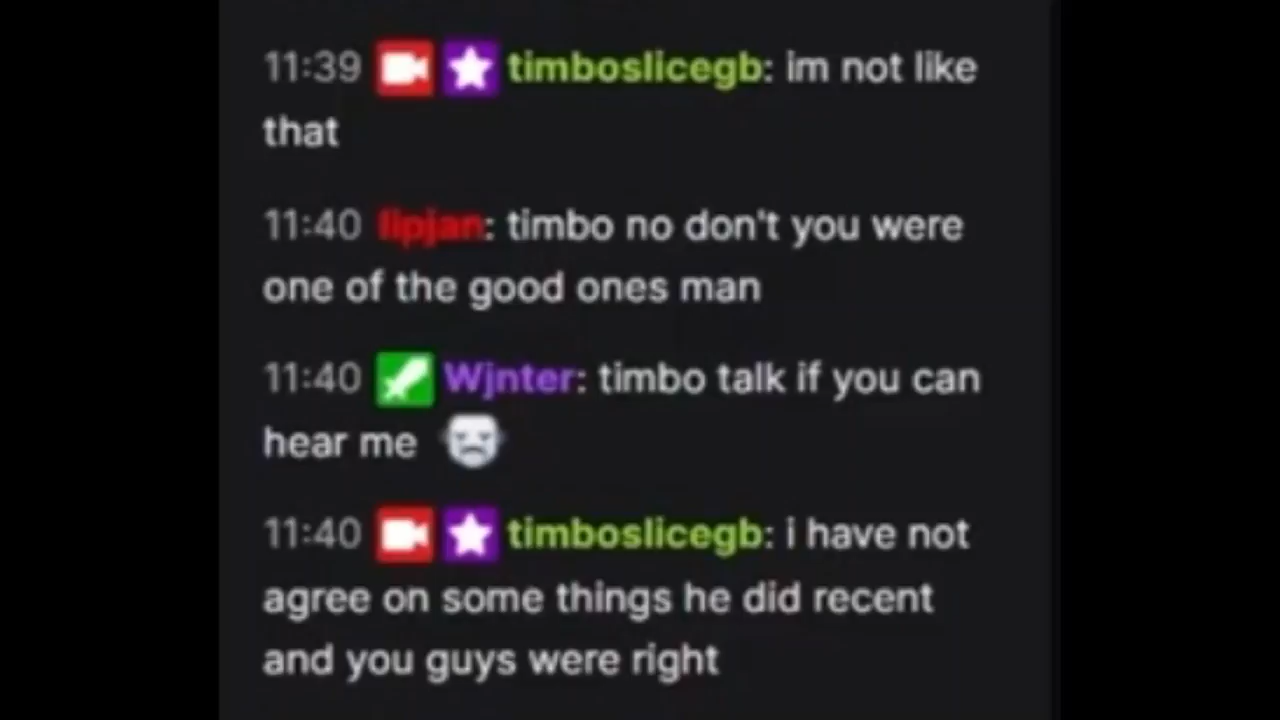 11:39 timboslicegb: im not like
that
11:40 lipjan: timbo no don't you were
one of the good ones man
11:40 Wjnter: timbo talk if you can
hear me
11:40 timboslicegb: i have not
agree on some things he did recent
and you guys were right